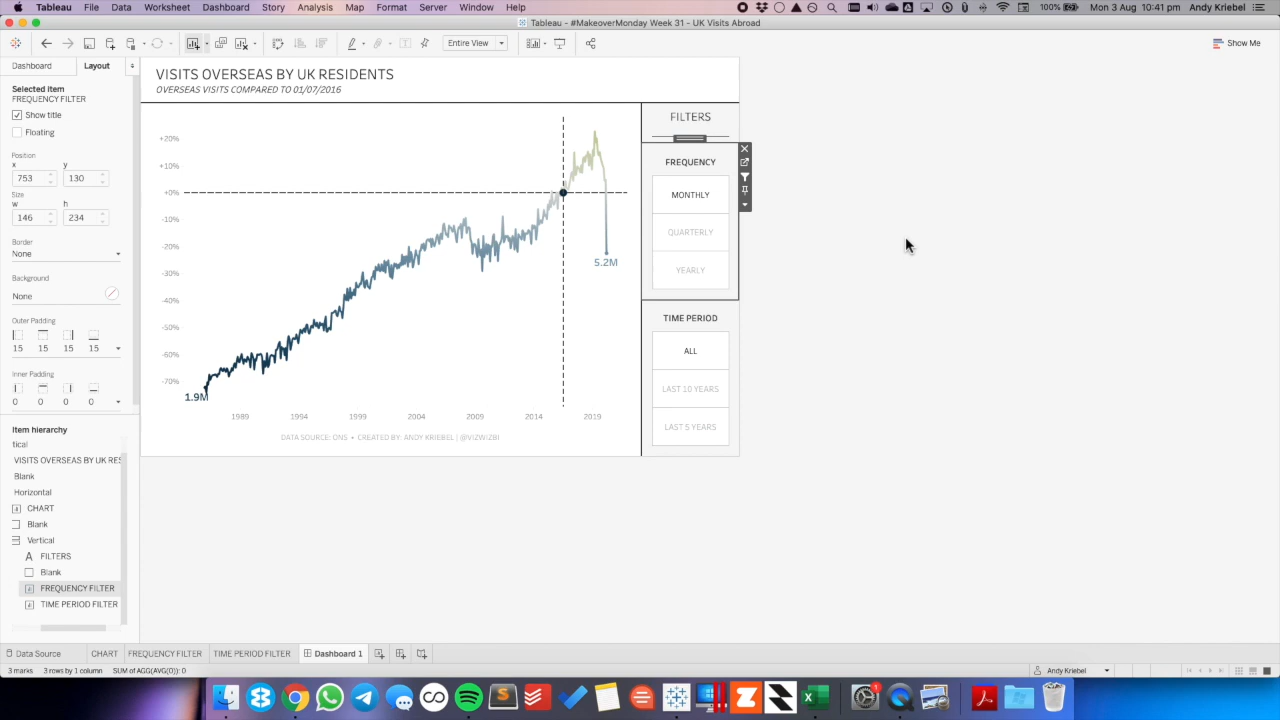 Tableau File Data Worksheet Dashboard Story Analysis Map Format Server Window Help 100% Mon 3 Aug 10:41 pm Andy Kriebel
Tableau - #MakeoverMonday Week 31 - UK Visits Abroad
Entire View Show Me
Dashboard Layout
Selected item
FREQUENCY FILTER
Show title
Floating
Position
x y
753 130
Size
w h
146 234
Border
None
Background
None
Outer Padding
15 15 15 15
Inner Padding
0 0 0 0
Item hierarchy
tical
VISITS OVERSEAS BY UK RES
Blank
Horizontal
CHART
Blank
Vertical
A FILTERS
Blank
FREQUENCY FILTER
TIME PERIOD FILTER
VISITS OVERSEAS BY UK RESIDENTS
OVERSEAS VISITS COMPARED TO 01/07/2016
+20%
+10%
+0%
-10%
-20%
-30%
-40%
-50%
-60%
-70%
1.9M
5.2M
1989 1994 1999 2004 2009 2014 2019
DATA SOURCE: ONS • CREATED BY: ANDY KRIEBEL | @VIZWIZBI
FILTERS
FREQUENCY
MONTHLY
QUARTERLY
YEARLY
TIME PERIOD
ALL
LAST 10 YEARS
LAST 5 YEARS
Data Source CHART FREQUENCY FILTER TIME PERIOD FILTER Dashboard 1
3 marks 3 rows by 1 column SUM OF AGG(AVG(0)): 0 Andy Kriebel
1